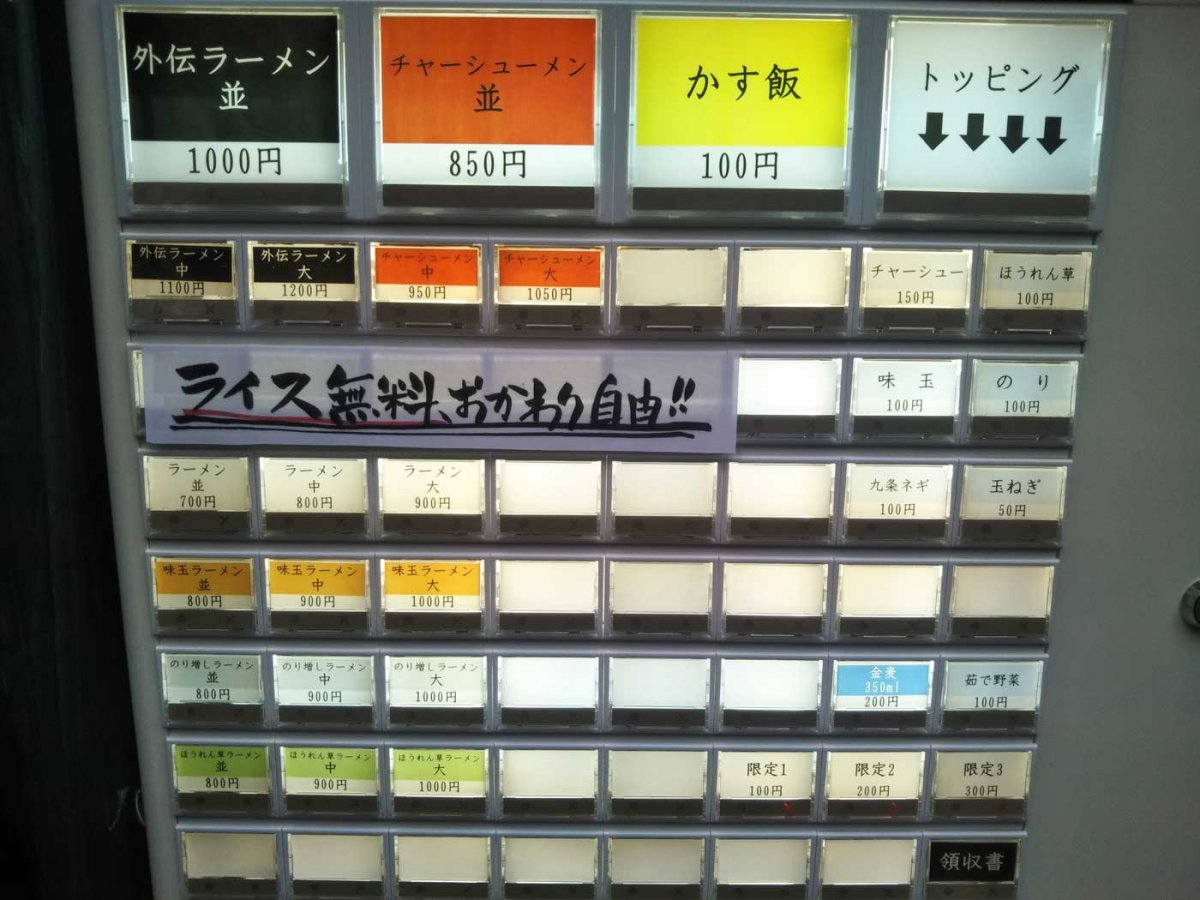 外伝ラーメン
並
1000円
チャーシューメン
並
850円
かす飯
100円
トッピング
⬇⬇⬇⬇
外伝ラーメン
中
1100円
外伝ラーメン
大
1200円
チャーシューメン
中
950円
チャーシューメン
大
1050円
チャーシュー
150円
ほうれん草
100円
ライス無料、おかわり自由!!
味 玉
100円
のり
100円
ラーメン
並
700円
ラーメン
中
800円
ラーメン
大
900円
九条ネギ
100円
玉ねぎ
50円
味玉ラーメン
並
800円
味玉ラーメン
中
900円
味玉ラーメン
大
1000円
のり増しラーメン
並
800円
のり増しラーメン
中
900円
のり増しラーメン
大
1000円
金麦
350ml
200円
茹で野菜
100円
ほうれん草ラーメン
並
800円
ほうれん草ラーメン
中
900円
ほうれん草ラーメン
大
1000円
限定1
100円
限定2
200円
限定3
300円
領収書